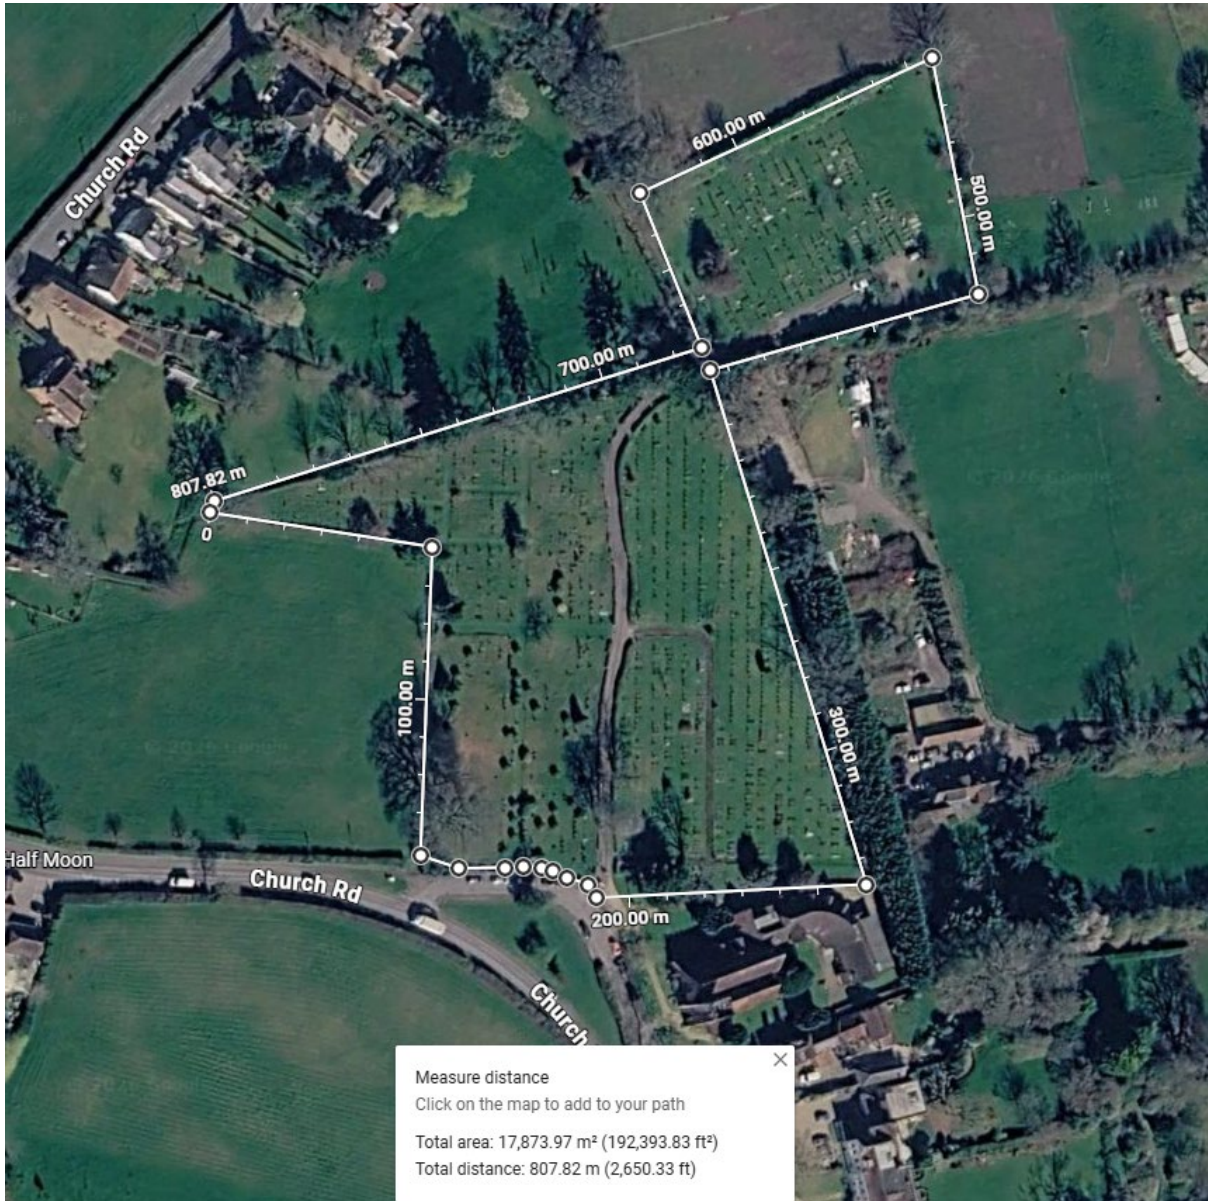 Church Rd
600.00 m
500.00 m
700.00 m
807.82 m
0
100.00 m
300.00 m
Half Moon
Church Rd
200.00 m
Church
Measure distance
Click on the map to add to your path
Total area: 17,873.97 m² (192,393.83 ft²)
Total distance: 807.82 m (2,650.33 ft)